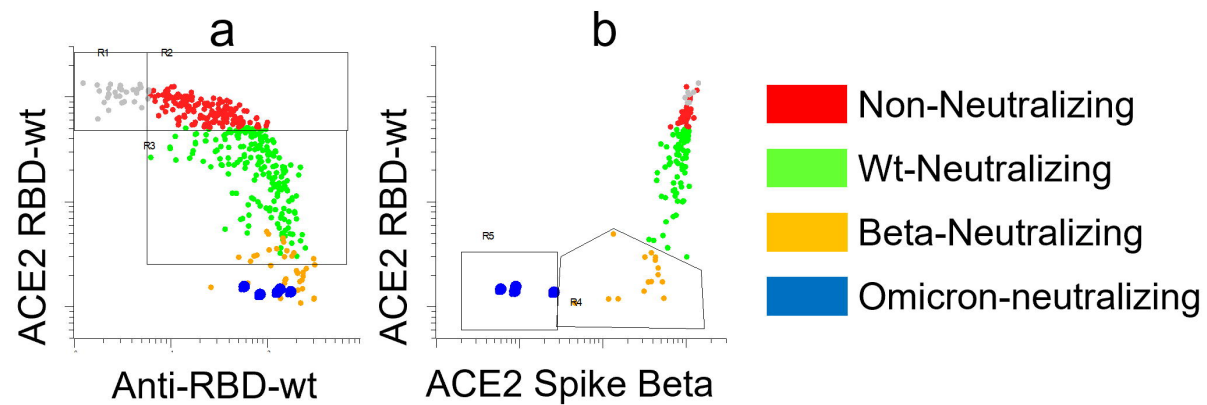 a
R1
R2
R3
ACE2 RBD-wt
Anti-RBD-wt
b
R5
R4
ACE2 RBD-wt
ACE2 Spike Beta
Non-Neutralizing
Wt-Neutralizing
Beta-Neutralizing
Omicron-neutralizing